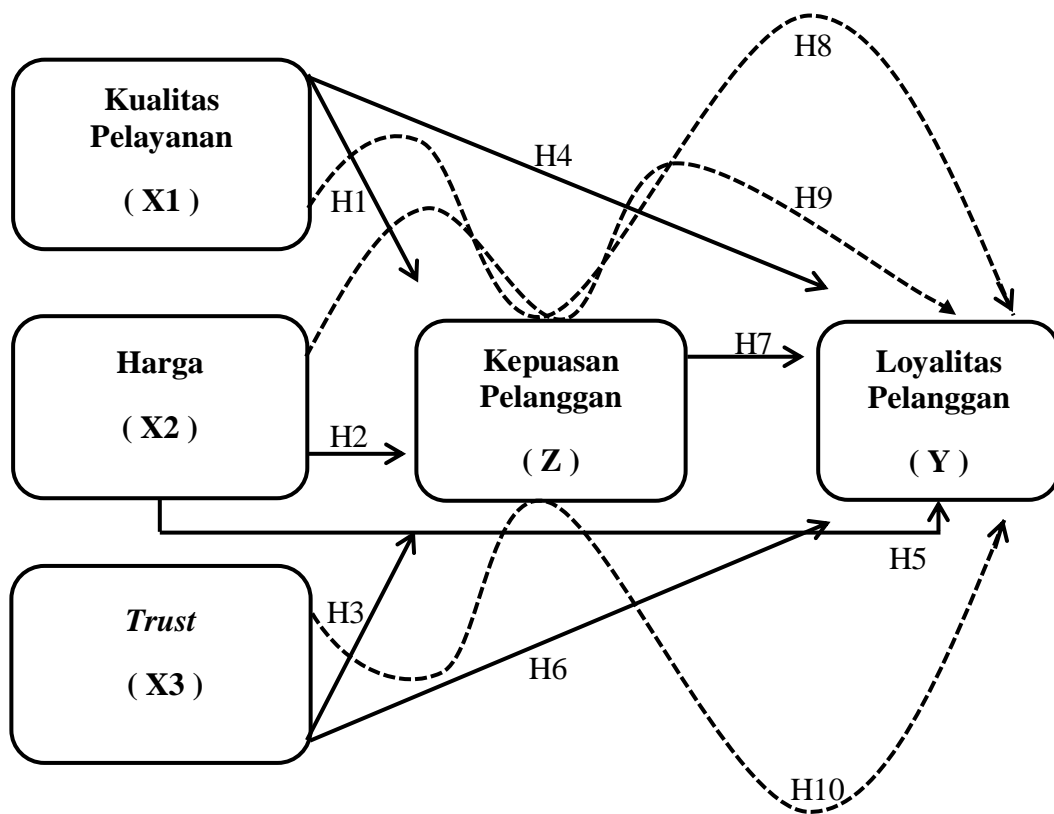 H8
Kualitas
Pelayanan
( X1 )
H4
H1
H9
Harga
( X2 )
H2
Kepuasan
Pelanggan
( Z )
H7
Loyalitas
Pelanggan
( Y )
H5
Trust
( X3 )
H3
H6
H10